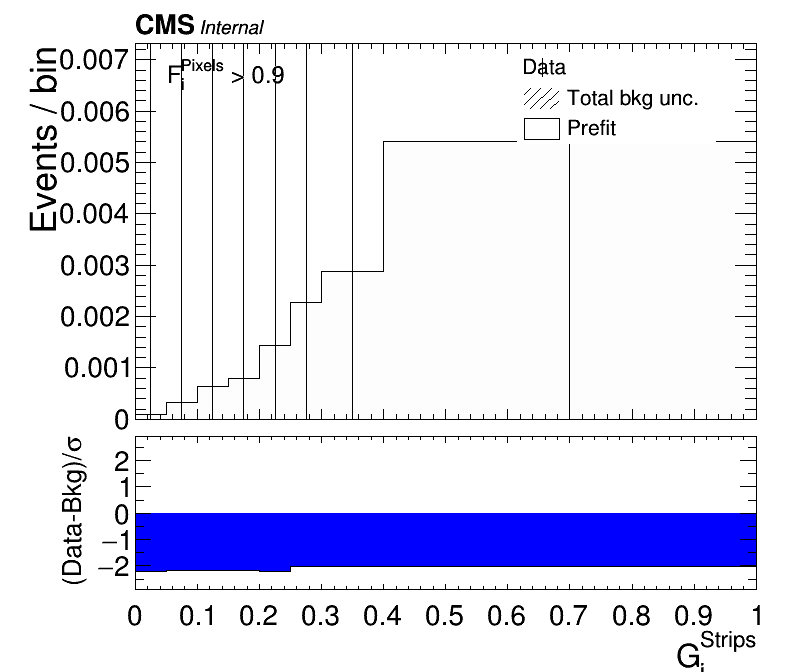 CMS Internal
F_i^Pixels > 0.9
Data
Total bkg unc.
Prefit
Events / bin
0.007
0.006
0.005
0.004
0.003
0.002
0.001
0
(Data-Bkg)/σ
2
1
0
−1
−2
0 0.1 0.2 0.3 0.4 0.5 0.6 0.7 0.8 0.9 1
G_i^Strips